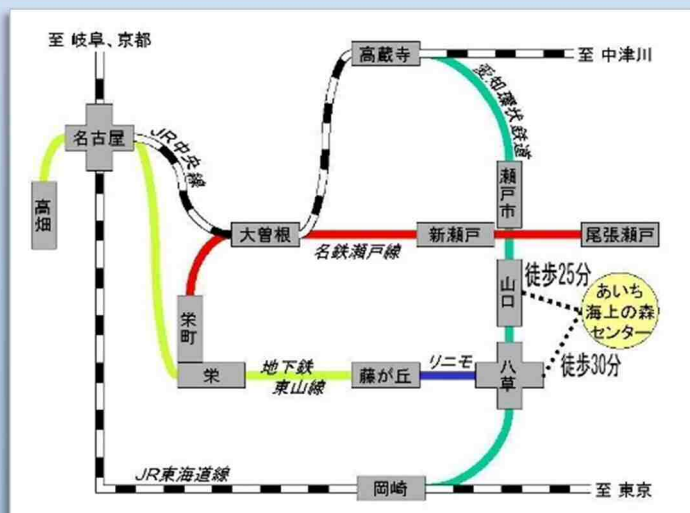 至 岐阜、京都
高蔵寺
至 中津川
愛知環状鉄道
名古屋
JR中央線
瀬戸市
高畑
大曽根
新瀬戸
尾張瀬戸
名鉄瀬戸線
山口
徒歩25分
あいち
海上の森
センター
栄町
栄
地下鉄
東山線
藤が丘
リニモ
八草
徒歩30分
JR東海道線
岡崎
至 東京